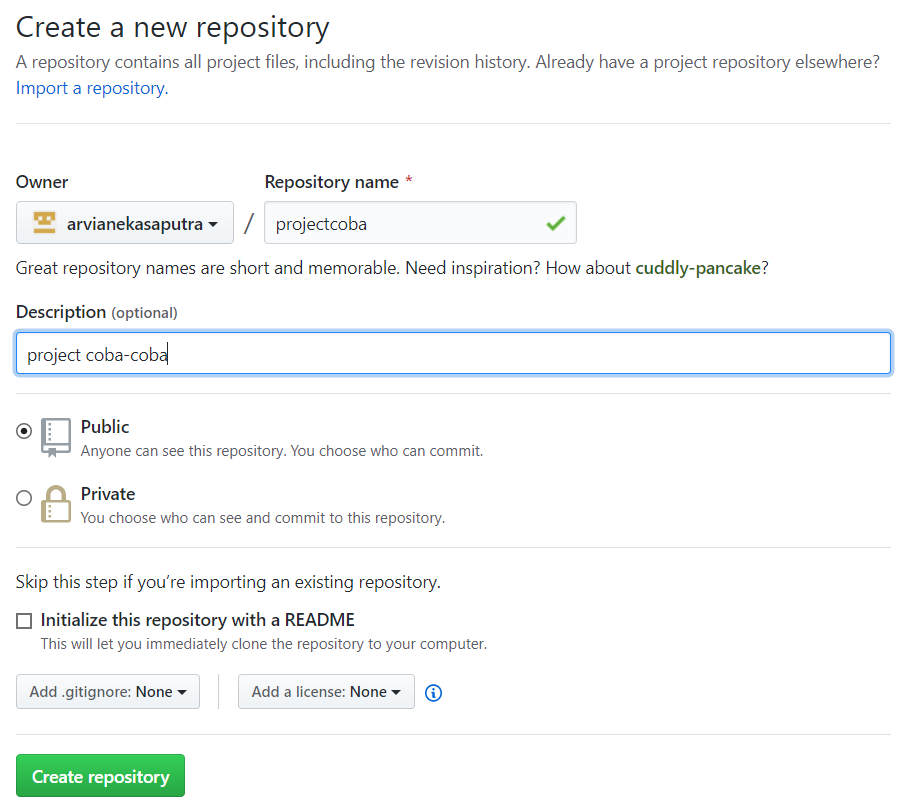 Create a new repository
A repository contains all project files, including the revision history. Already have a project repository elsewhere?
Import a repository.
Owner
Repository name *
arvianekasaputra
/
projectcoba
Great repository names are short and memorable. Need inspiration? How about cuddly-pancake?
Description (optional)
project coba-coba
Public
Anyone can see this repository. You choose who can commit.
Private
You choose who can see and commit to this repository.
Skip this step if you’re importing an existing repository.
Initialize this repository with a README
This will let you immediately clone the repository to your computer.
Add .gitignore: None
Add a license: None
Create repository